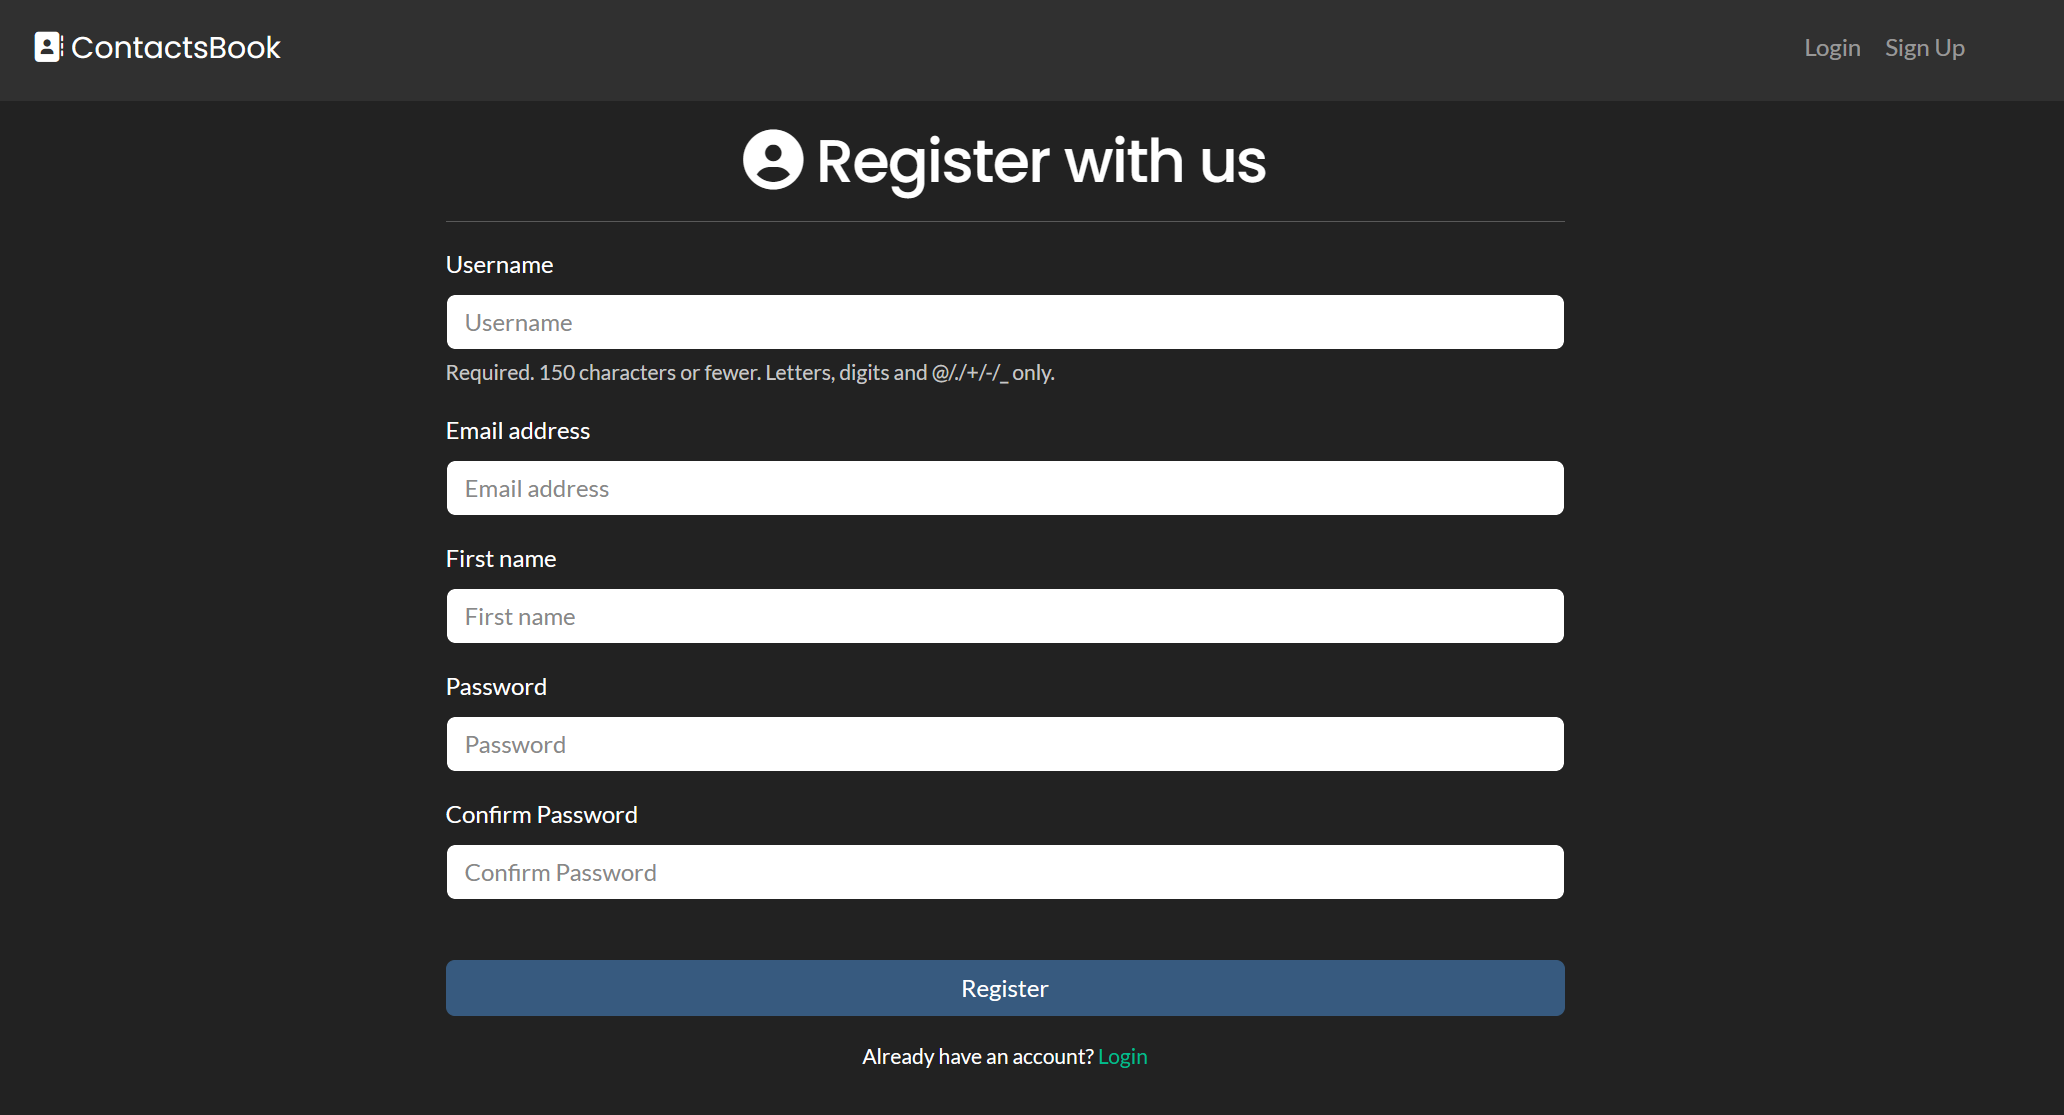 ContactsBook
Login Sign Up
Register with us
Username
Username
Required. 150 characters or fewer. Letters, digits and @/./+/-/_ only.
Email address
Email address
First name
First name
Password
Password
Confirm Password
Confirm Password
Register
Already have an account? Login